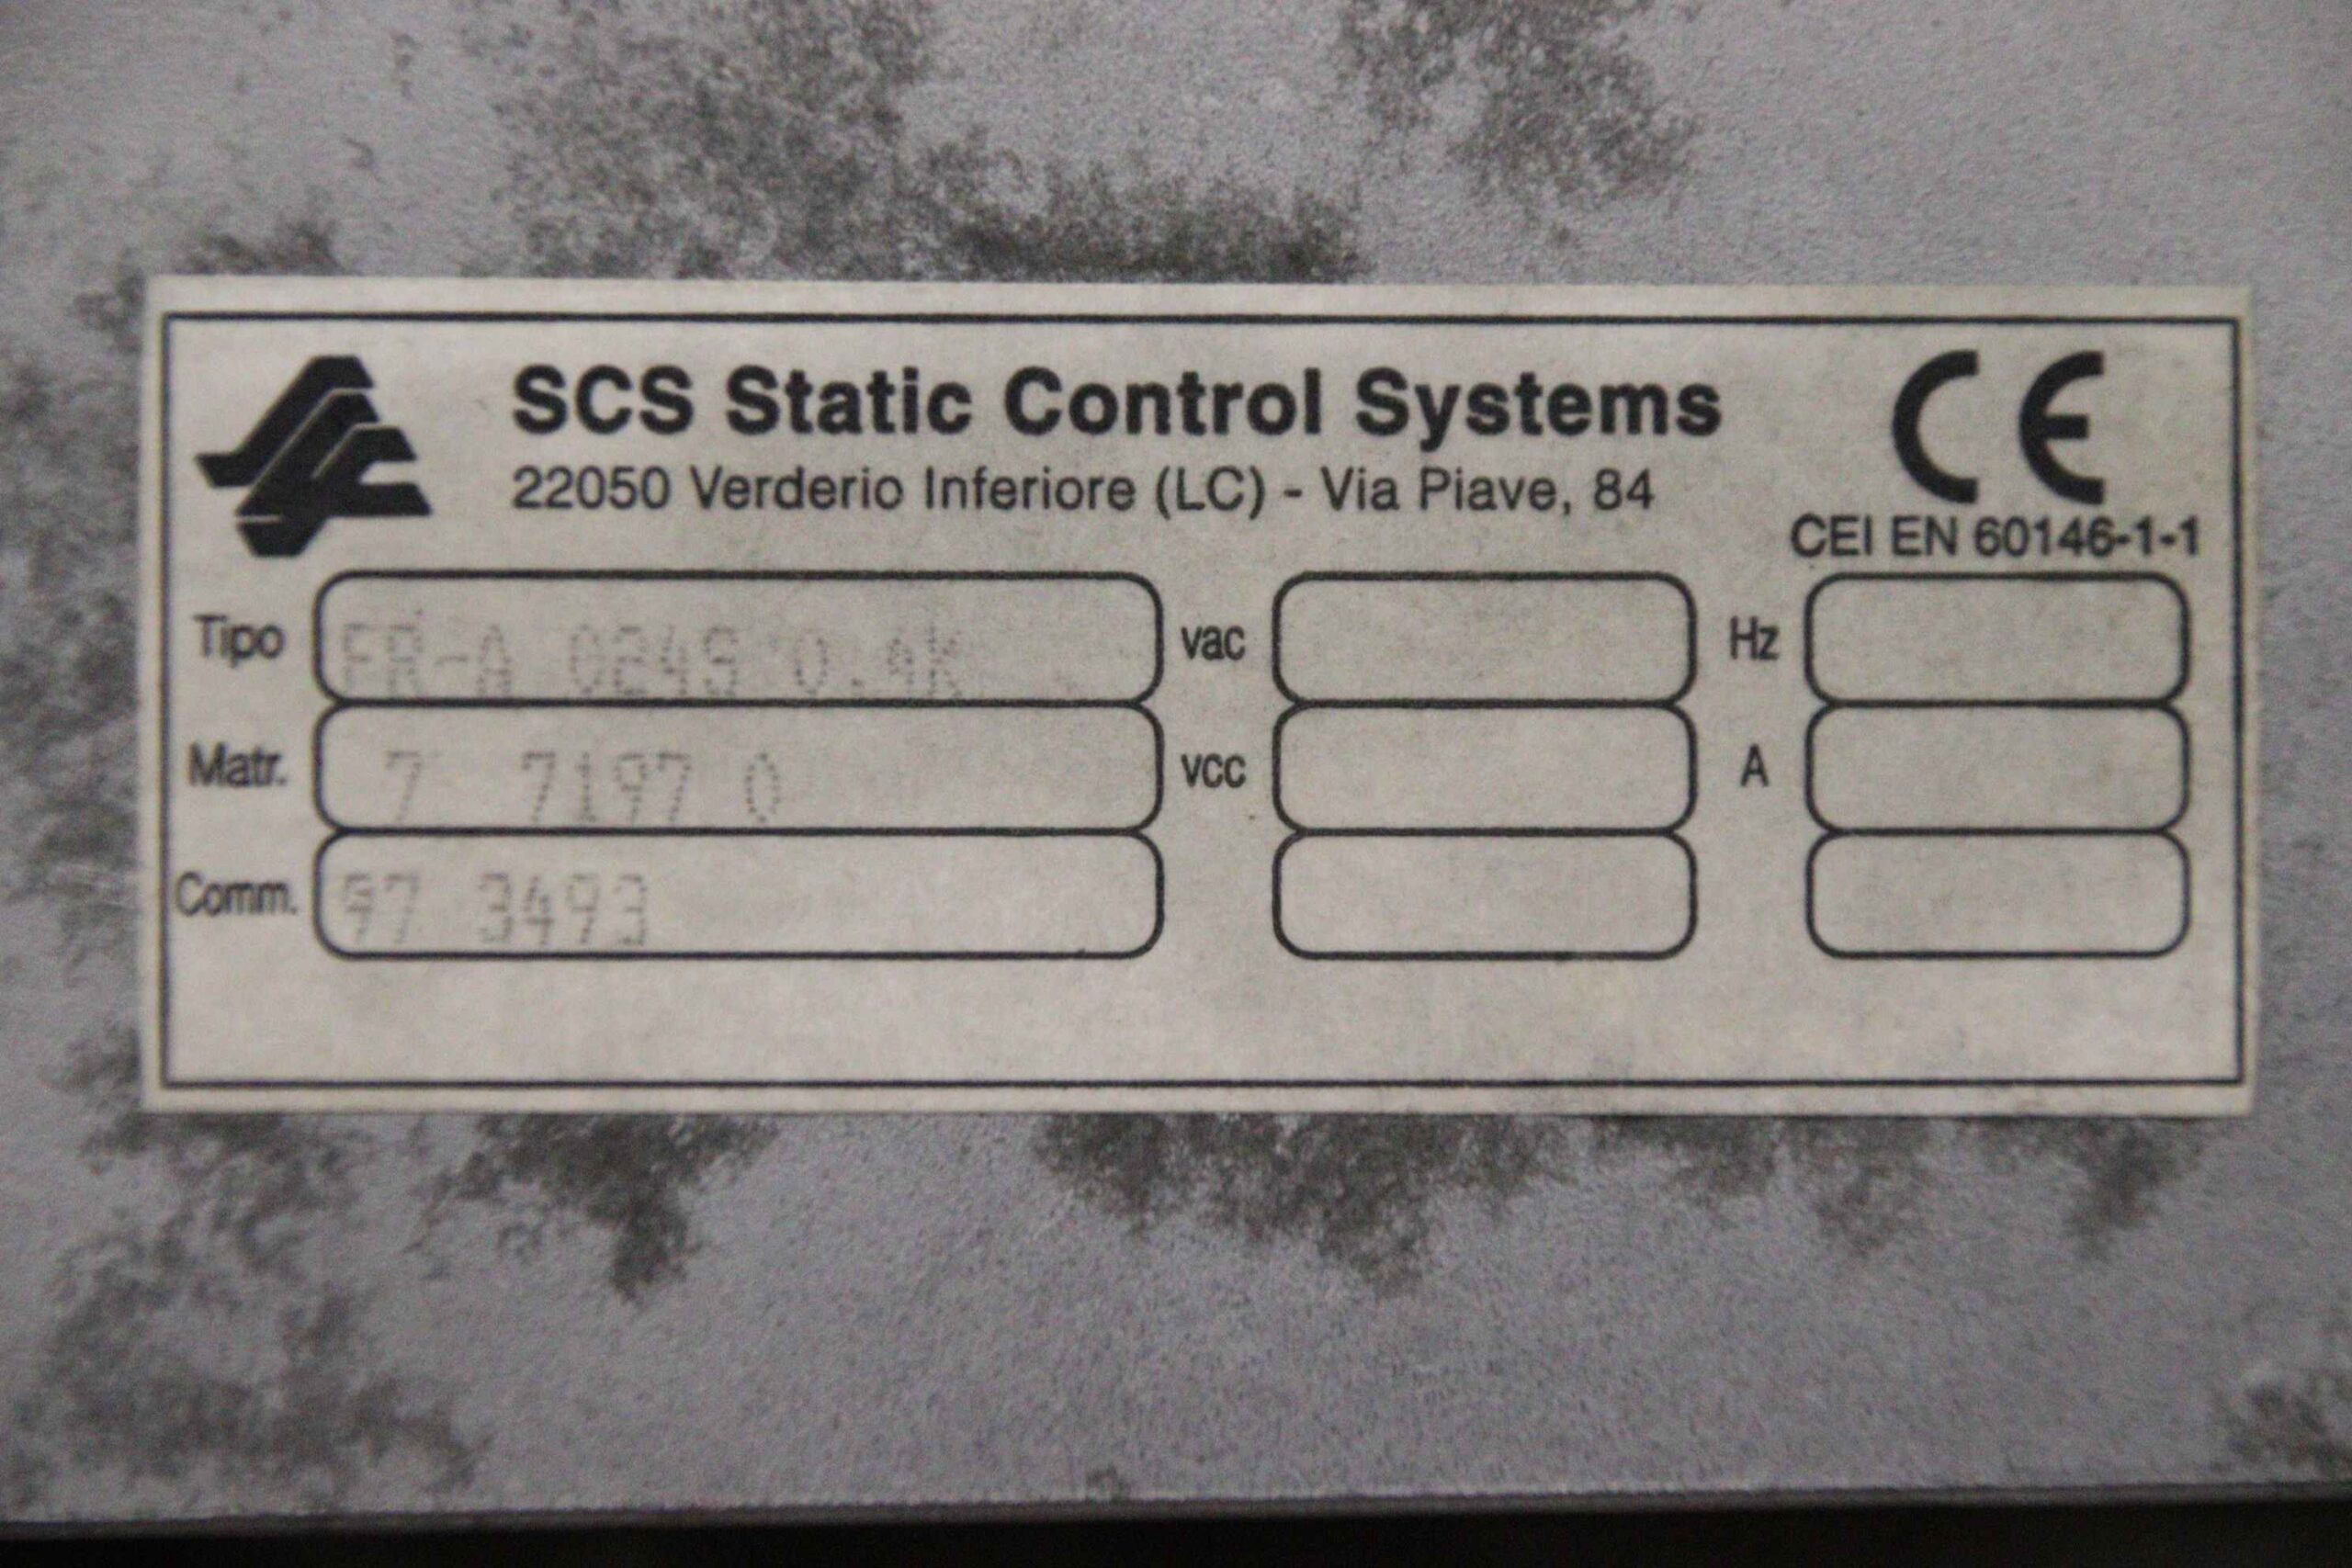 SCS Static Control Systems
22050 Verderio Inferiore (LC) - Via Piave, 84
CE
CEI EN 60146-1-1
Tipo FR-A 024S 0.4K vac Hz
Matr. 7 7197 0 vcc A
Comm. 97 3493